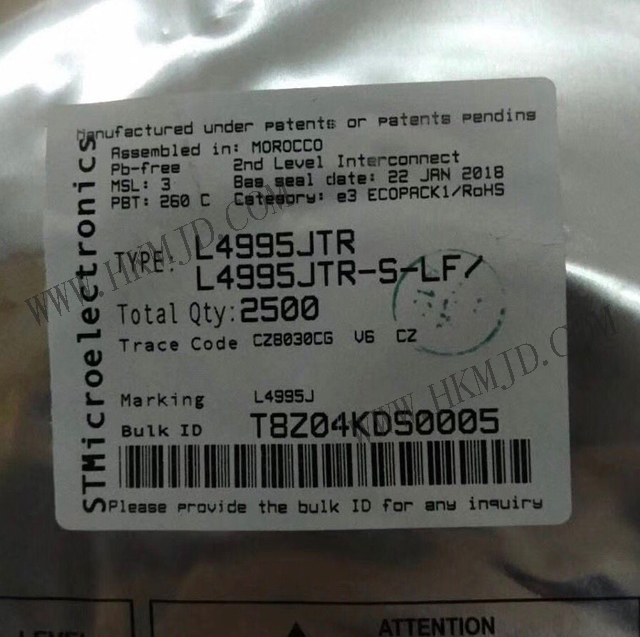 Manufactured under patents or patents pending
Assembled in: MOROCCO
Pb-free 2nd Level Interconnect
MSL: 3 Bag seal date: 22 JAN 2018
PBT: 260 C Category: e3 ECOPACK1/RoHS
STMicroelectronics
TYPE: L4995JTR
L4995JTR-S-LF/
Total Qty: 2500
Trace Code CZ8030CG V6 CZ
Marking L4995J
Bulk ID T8Z04KDS0005
Please provide the bulk ID for any inquiry
WWW.HKMJD.COM
WWW.HKMJD.COM
LEVEL
ATTENTION